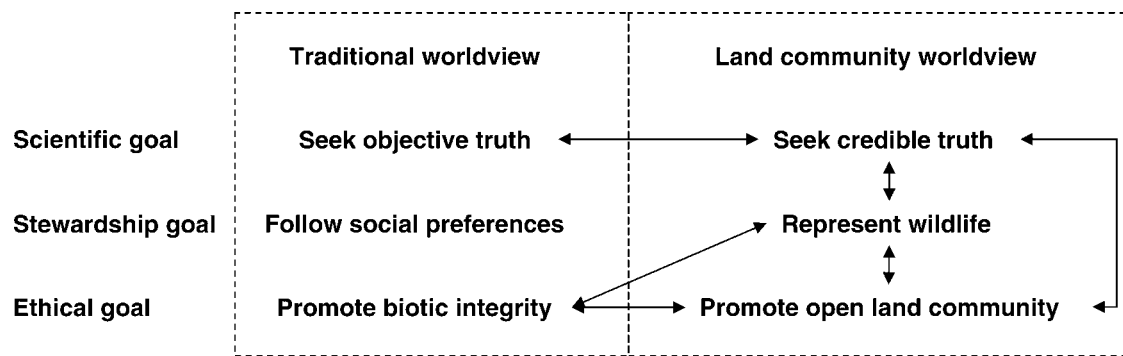 Traditional worldview Land community worldview
Scientific goal Seek objective truth Seek credible truth
Stewardship goal Follow social preferences Represent wildlife
Ethical goal Promote biotic integrity Promote open land community